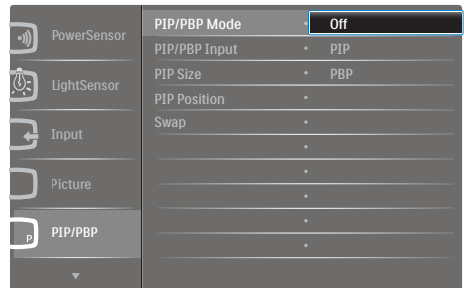 PowerSensor
LightSensor
Input
Picture
P
PIP/PBP
PIP/PBP Mode
PIP/PBP Input
PIP Size
PIP Position
Swap
Off
PIP
PBP